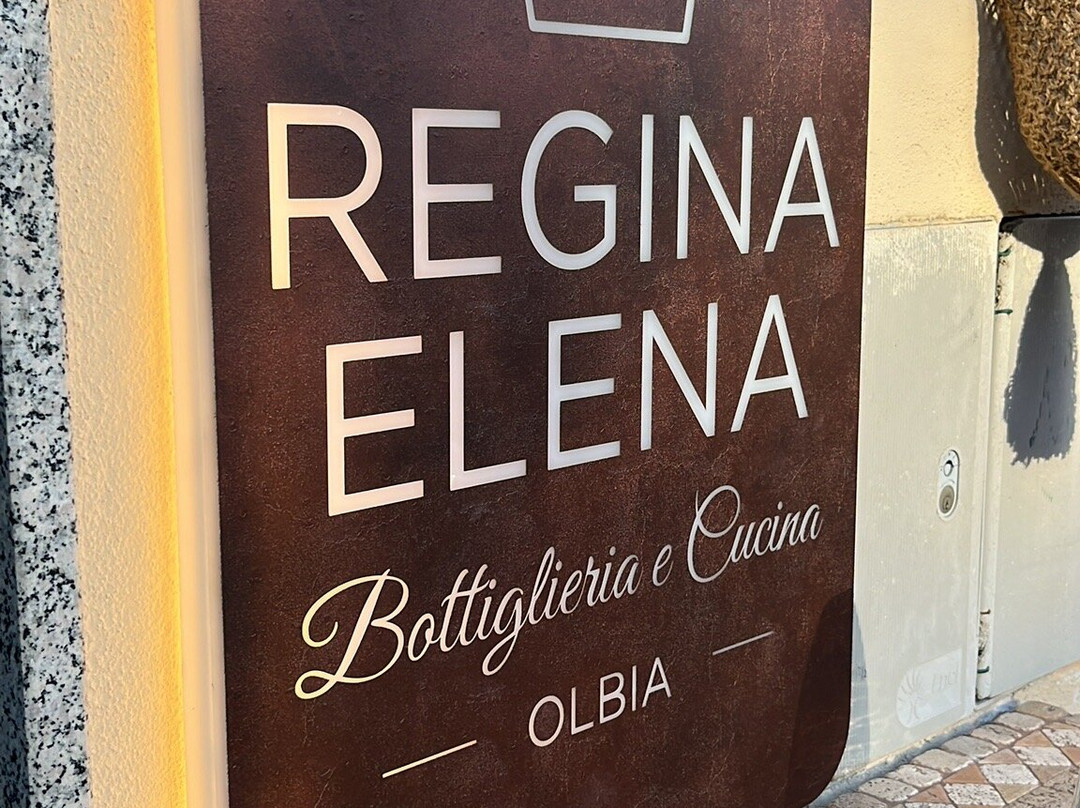 REGINA
ELENA
Bottiglieria e Cucina
OLBIA